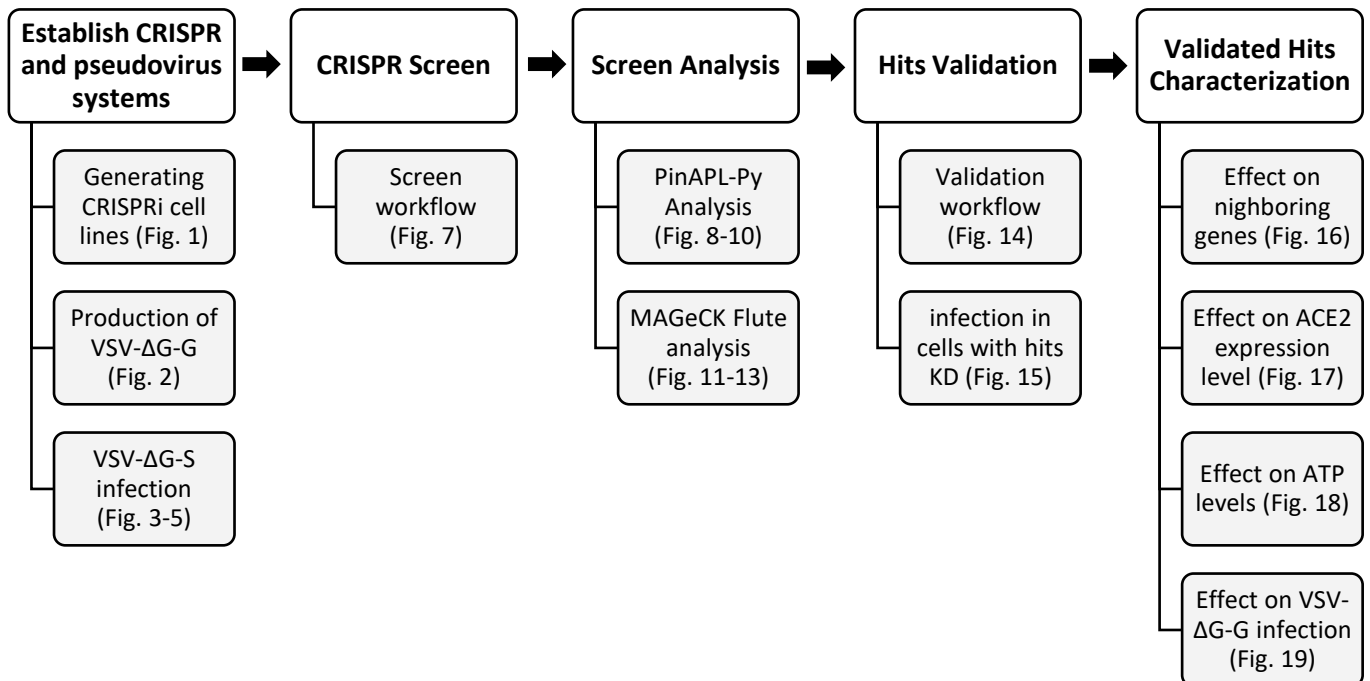 Establish CRISPR
and pseudovirus
systems
CRISPR Screen
Screen Analysis
Hits Validation
Validated Hits
Characterization
Generating
CRISPRi cell
lines (Fig. 1)
Production of
VSV-ΔG-G
(Fig. 2)
VSV-ΔG-S
infection
(Fig. 3-5)
Screen
workflow
(Fig. 7)
PinAPL-Py
Analysis
(Fig. 8-10)
MAGeCK Flute
analysis
(Fig. 11-13)
Validation
workflow
(Fig. 14)
infection in
cells with hits
KD (Fig. 15)
Effect on
nighboring
genes (Fig. 16)
Effect on ACE2
expression
level (Fig. 17)
Effect on ATP
levels (Fig. 18)
Effect on VSV-
ΔG-G infection
(Fig. 19)